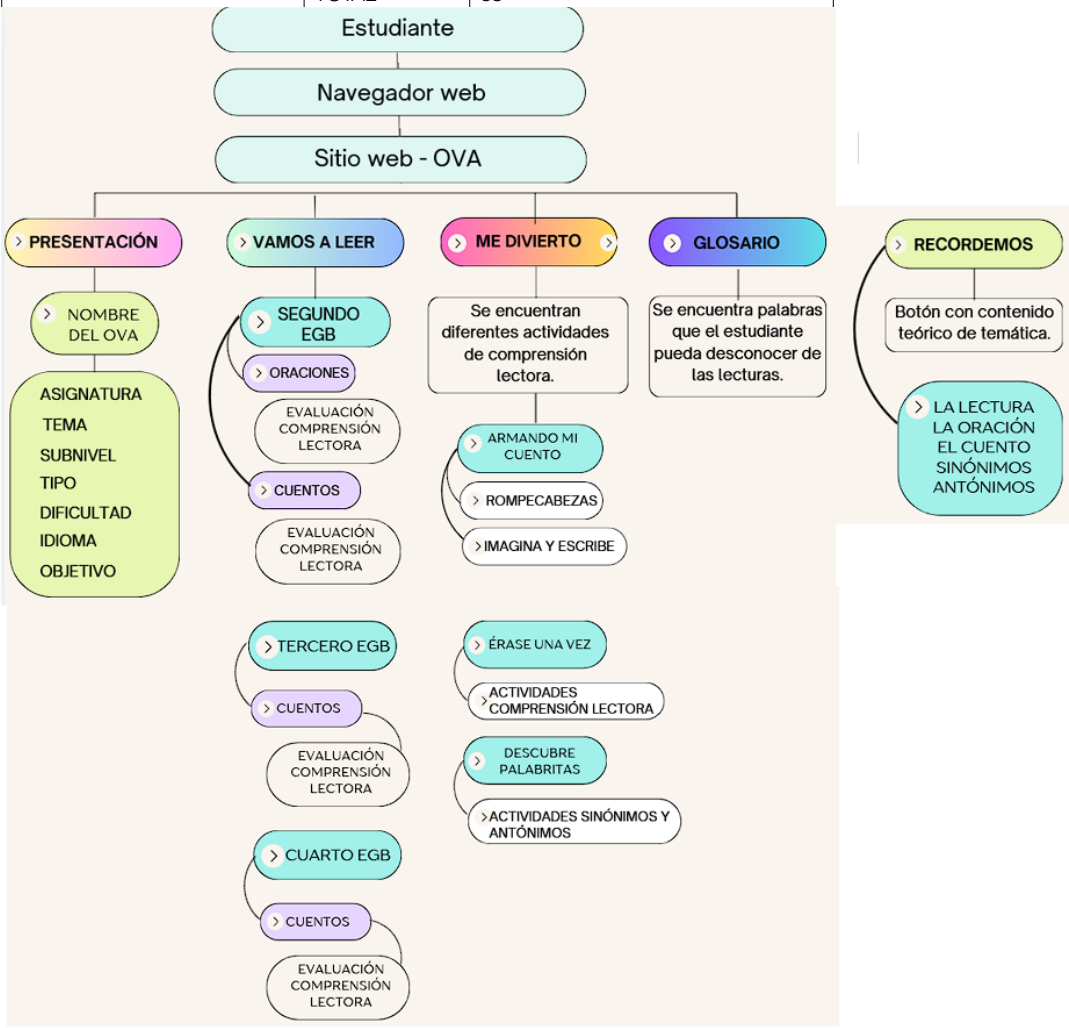 Estudiante
Navegador web
Sitio web - OVA
PRESENTACIÓN
NOMBRE
DEL OVA
ASIGNATURA
TEMA
SUBNIVEL
TIPO
DIFICULTAD
IDIOMA
OBJETIVO
VAMOS A LEER
SEGUNDO
EGB
ORACIONES
EVALUACIÓN
COMPRENSIÓN
LECTORA
CUENTOS
EVALUACIÓN
COMPRENSIÓN
LECTORA
TERCERO EGB
CUENTOS
EVALUACIÓN
COMPRENSIÓN
LECTORA
CUARTO EGB
CUENTOS
EVALUACIÓN
COMPRENSIÓN
LECTORA
ME DIVIERTO
Se encuentran
diferentes actividades
de comprensión
lectora.
ARMANDO MI
CUENTO
ROMPECABEZAS
IMAGINA Y ESCRIBE
ÉRASE UNA VEZ
ACTIVIDADES
COMPRENSIÓN LECTORA
DESCUBRE
PALABRITAS
ACTIVIDADES SINÓNIMOS Y
ANTÓNIMOS
GLOSARIO
Se encuentra palabras
que el estudiante
pueda desconocer de
las lecturas.
RECORDEMOS
Botón con contenido
teórico de temática.
LA LECTURA
LA ORACIÓN
EL CUENTO
SINÓNIMOS
ANTÓNIMOS